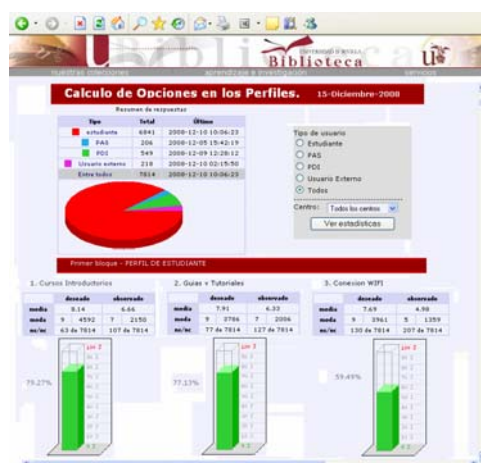 UNIVERSIDAD D SEVILLA
Biblioteca
nuestras colecciones aprendizaje e investigación servicios
Calculo de Opciones en los Perfiles. 15-Diciembre-2008
Resumen de respuestas
Tipo Total Último
estudiante 6841 2008-12-10 10:06:23
PAS 206 2008-12-05 15:42:19
PDI 549 2008-12-09 12:28:12
Usuario externo 218 2008-12-10 02:15:50
Entre todos 7814 2008-12-10 10:06:23
Tipo de usuario
Estudiante
PAS
PDI
Usuario Externo
Todos
Centro: Todos los centros
Ver estadísticas
Primer bloque - PERFIL DE ESTUDIANTE
1. Cursos Introductorios
deseado observado
media 8.14 6.66
moda 9 4592 7 2150
ns/nc 63 de 7814 107 de 7814
79.27%
2. Guias y Tutoriales
deseado observado
media 7.91 6.33
moda 9 3786 7 2006
ns/nc 77 de 7814 127 de 7814
77.13%
3. Conexion WIFI
deseado observado
media 7.69 4.98
moda 9 3961 5 1359
ns/nc 130 de 7814 207 de 7814
59.49%